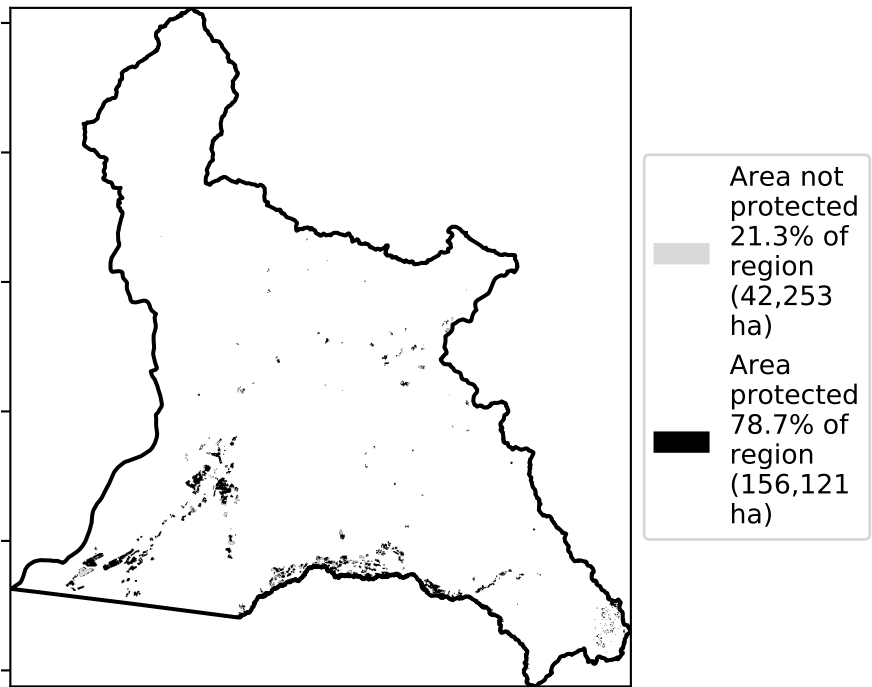 Area not
protected
21.3% of
region
(42,253
ha)
Area
protected
78.7% of
region
(156,121
ha)